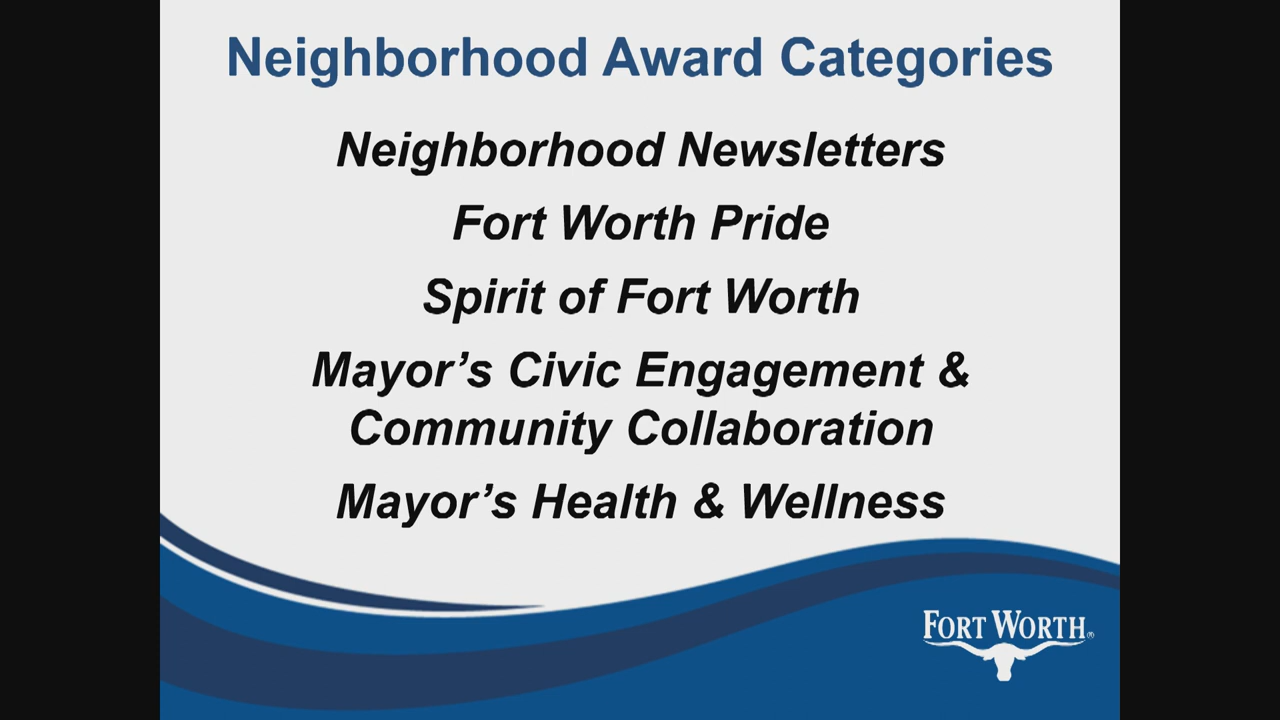 Neighborhood Award Categories
Neighborhood Newsletters
Fort Worth Pride
Spirit of Fort Worth
Mayor’s Civic Engagement &
Community Collaboration
Mayor’s Health & Wellness
FORT WORTH®